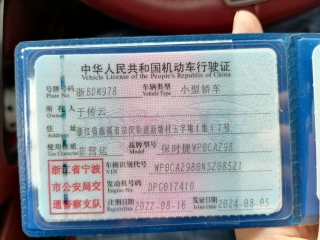 中华人民共和国机动车行驶证
Vehicle License of the People's Republic of China
号牌号码 浙BDM978 车辆类型 小型轿车
Plate No. Vehicle Type
所有人 于传云
Owner
住址
使用性质 非营运 品牌型号 保时捷WP0CA298
Use Character Model
浙江省宁波
市公安局交
通警察支队
车辆识别代号
VIN
发动机号码 DPC017410
Engine No.
注册日期 2022-08-16 发证日期 2024-08-05
Register Date Issue Date